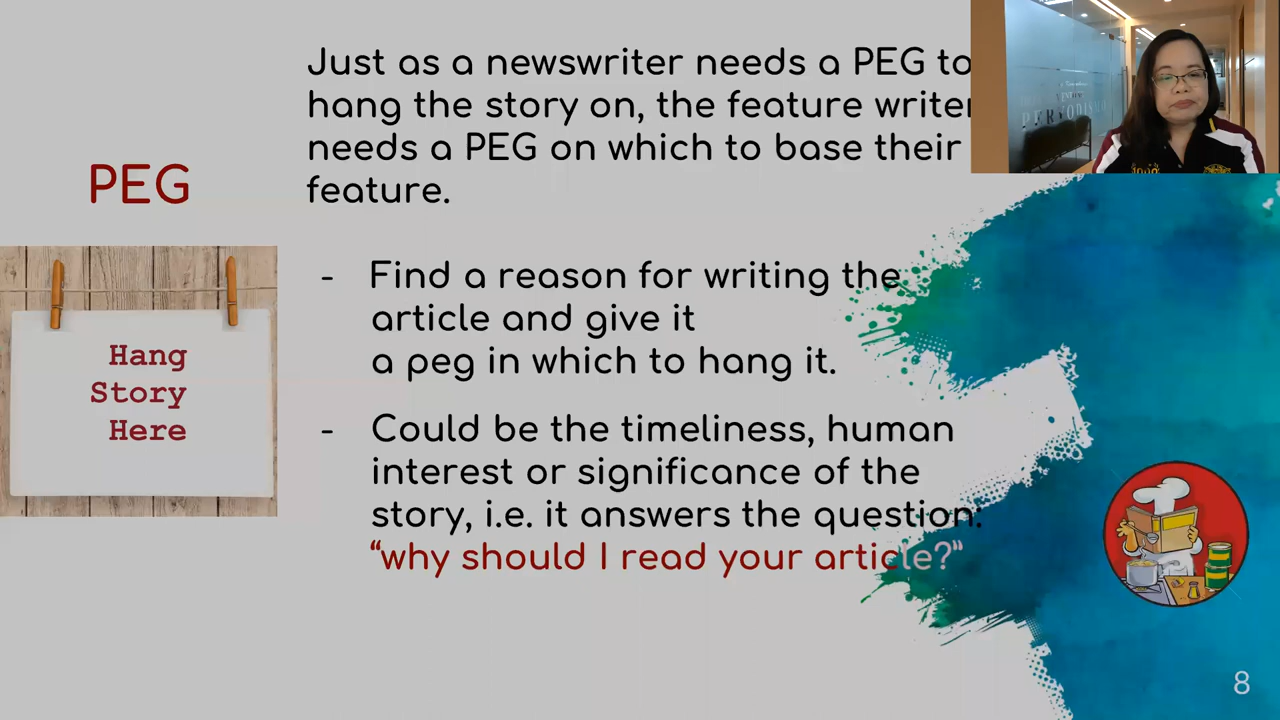 Just as a newswriter needs a PEG to
hang the story on, the feature writer
needs a PEG on which to base their
feature.
PEG
- Find a reason for writing the
article and give it
a peg in which to hang it.
- Could be the timeliness, human
interest or significance of the
story, i.e. it answers the question:
“why should I read your article?”
Hang
Story
Here
8